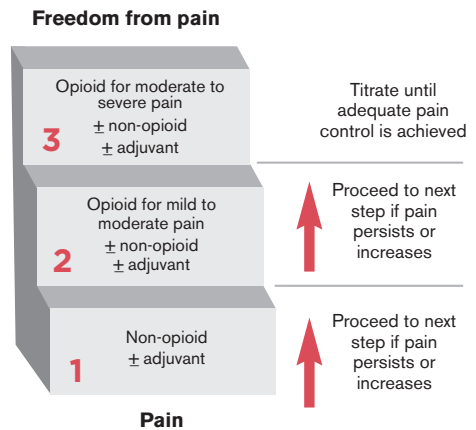 Freedom from pain
Opioid for moderate to
severe pain
± non-opioid
± adjuvant
3
Titrate until
adequate pain
control is achieved
Opioid for mild to
moderate pain
± non-opioid
± adjuvant
2
Proceed to next
step if pain
persists or
increases
Non-opioid
± adjuvant
1
Proceed to next
step if pain
persists or
increases
Pain